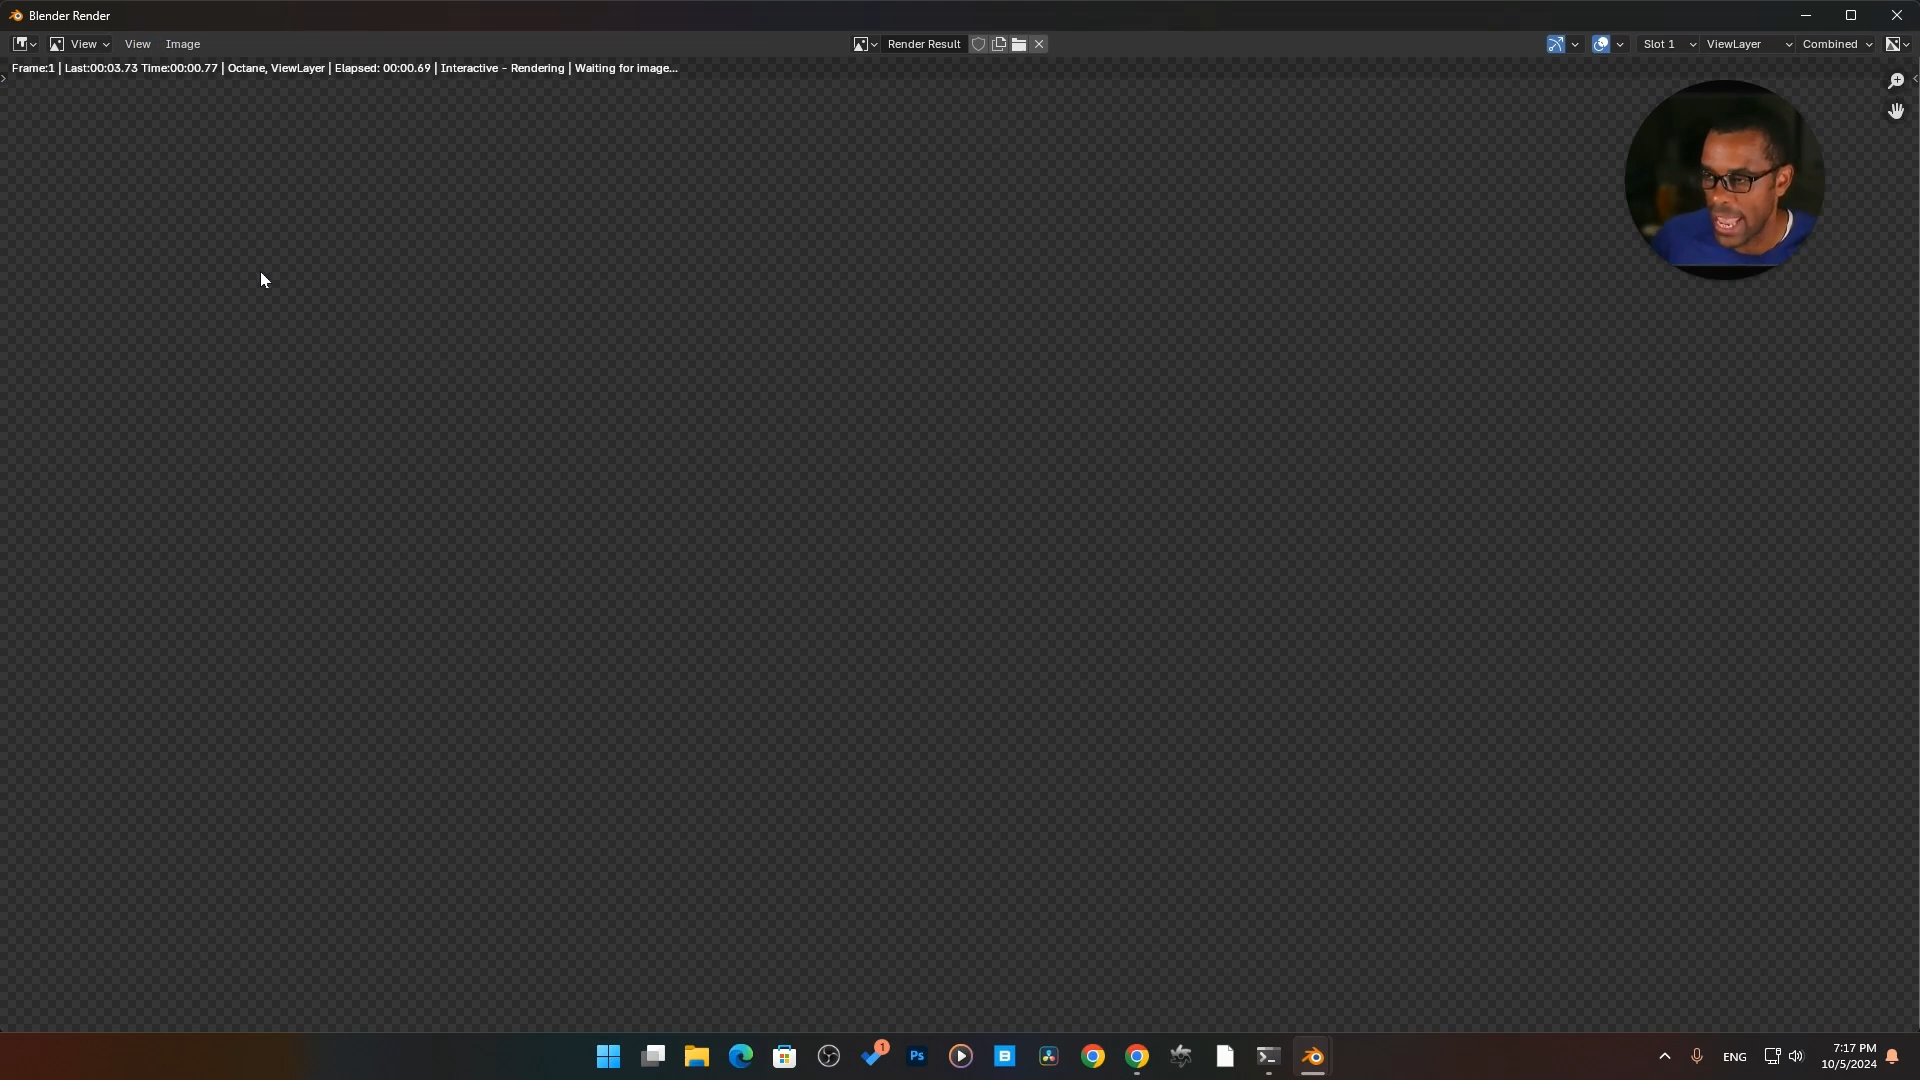 Blender Render
View View Image Render Result Slot 1 ViewLayer Combined
Frame:1 | Last:00:03.73 Time:00:00.77 | Octane, ViewLayer | Elapsed: 00:00.69 | Interactive - Rendering | Waiting for image...
1
Ps
B
ENG
7:17 PM
10/5/2024